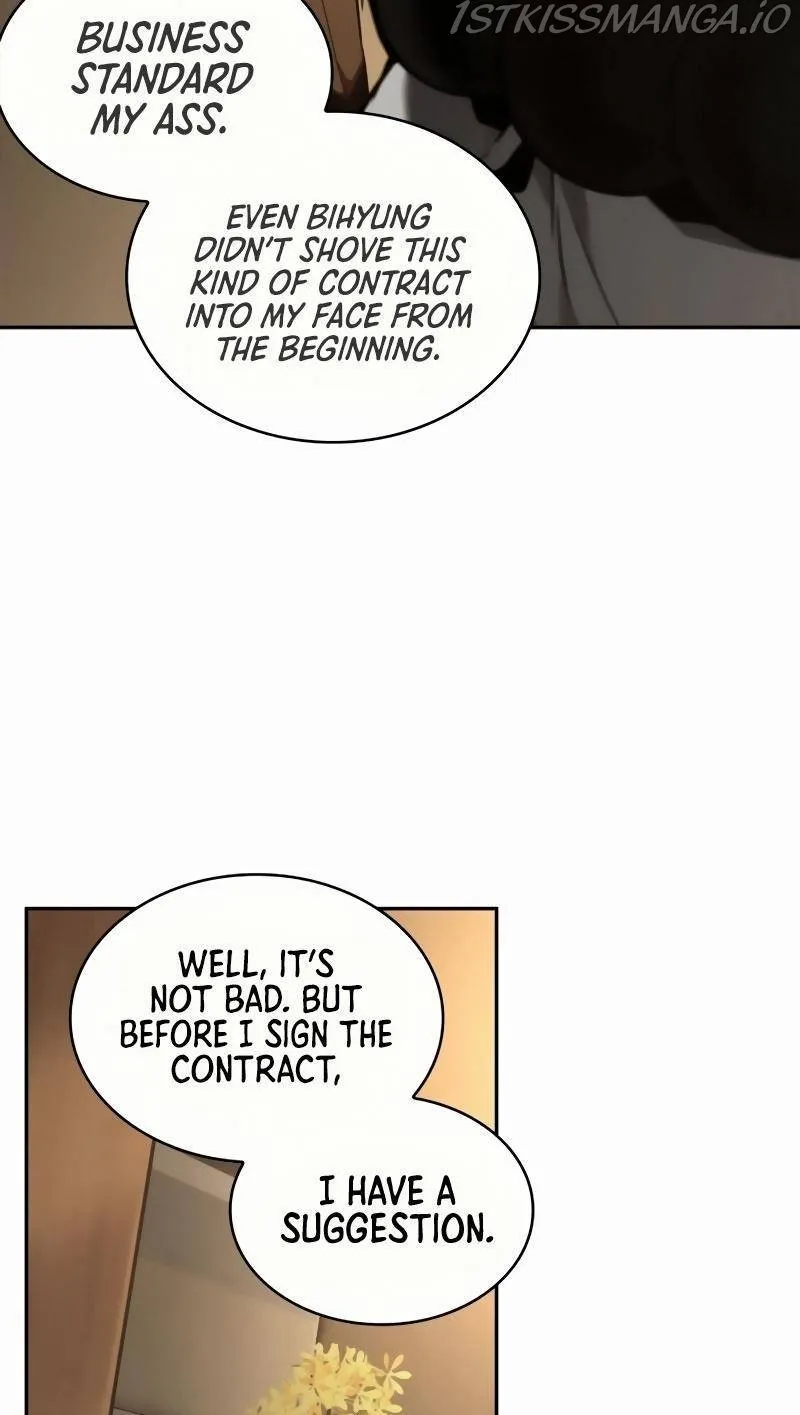 1STKISSMANGA.IO
BUSINESS
STANDARD
MY ASS.
EVEN BIHYUNG
DIDN'T SHOVE THIS
KIND OF CONTRACT
INTO MY FACE FROM
THE BEGINNING.
WELL, IT'S
NOT BAD. BUT
BEFORE I SIGN THE
CONTRACT,
I HAVE A
SUGGESTION.